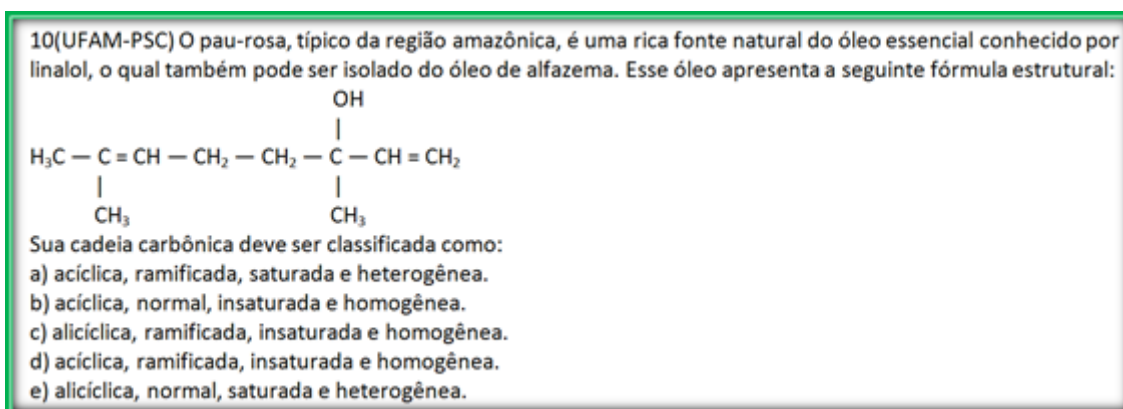 10(UFAM-PSC) O pau-rosa, típico da região amazônica, é uma rica fonte natural do óleo essencial conhecido por
linalol, o qual também pode ser isolado do óleo de alfazema. Esse óleo apresenta a seguinte fórmula estrutural:
OH
|
H₃C — C = CH — CH₂ — CH₂ — C — CH = CH₂
| |
CH₃ CH₃
Sua cadeia carbônica deve ser classificada como:
a) acíclica, ramificada, saturada e heterogênea.
b) acíclica, normal, insaturada e homogênea.
c) alicíclica, ramificada, insaturada e homogênea.
d) acíclica, ramificada, insaturada e homogênea.
e) alicíclica, normal, saturada e heterogênea.